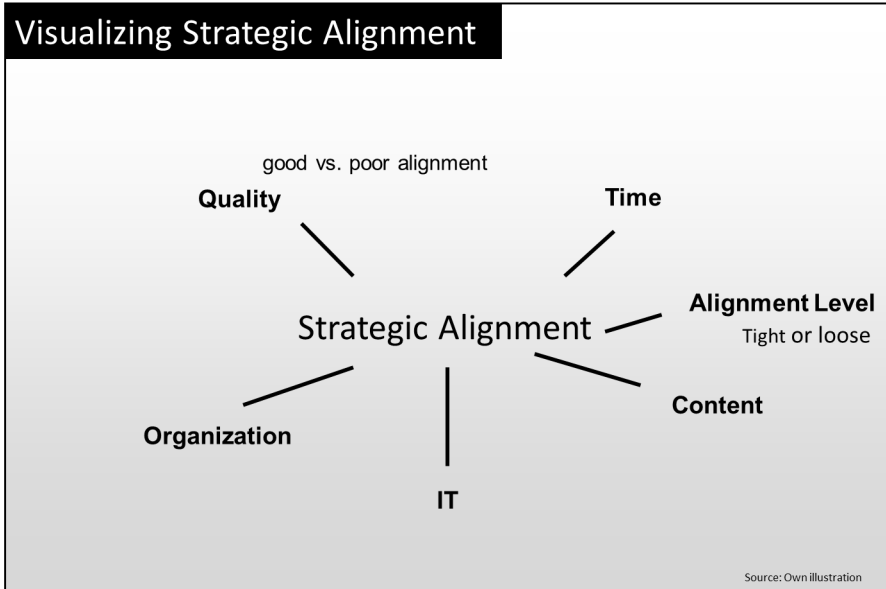 Visualizing Strategic Alignment
good vs. poor alignment
Quality
Time
Strategic Alignment
Alignment Level
Tight or loose
Content
Organization
IT
Source: Own illustration